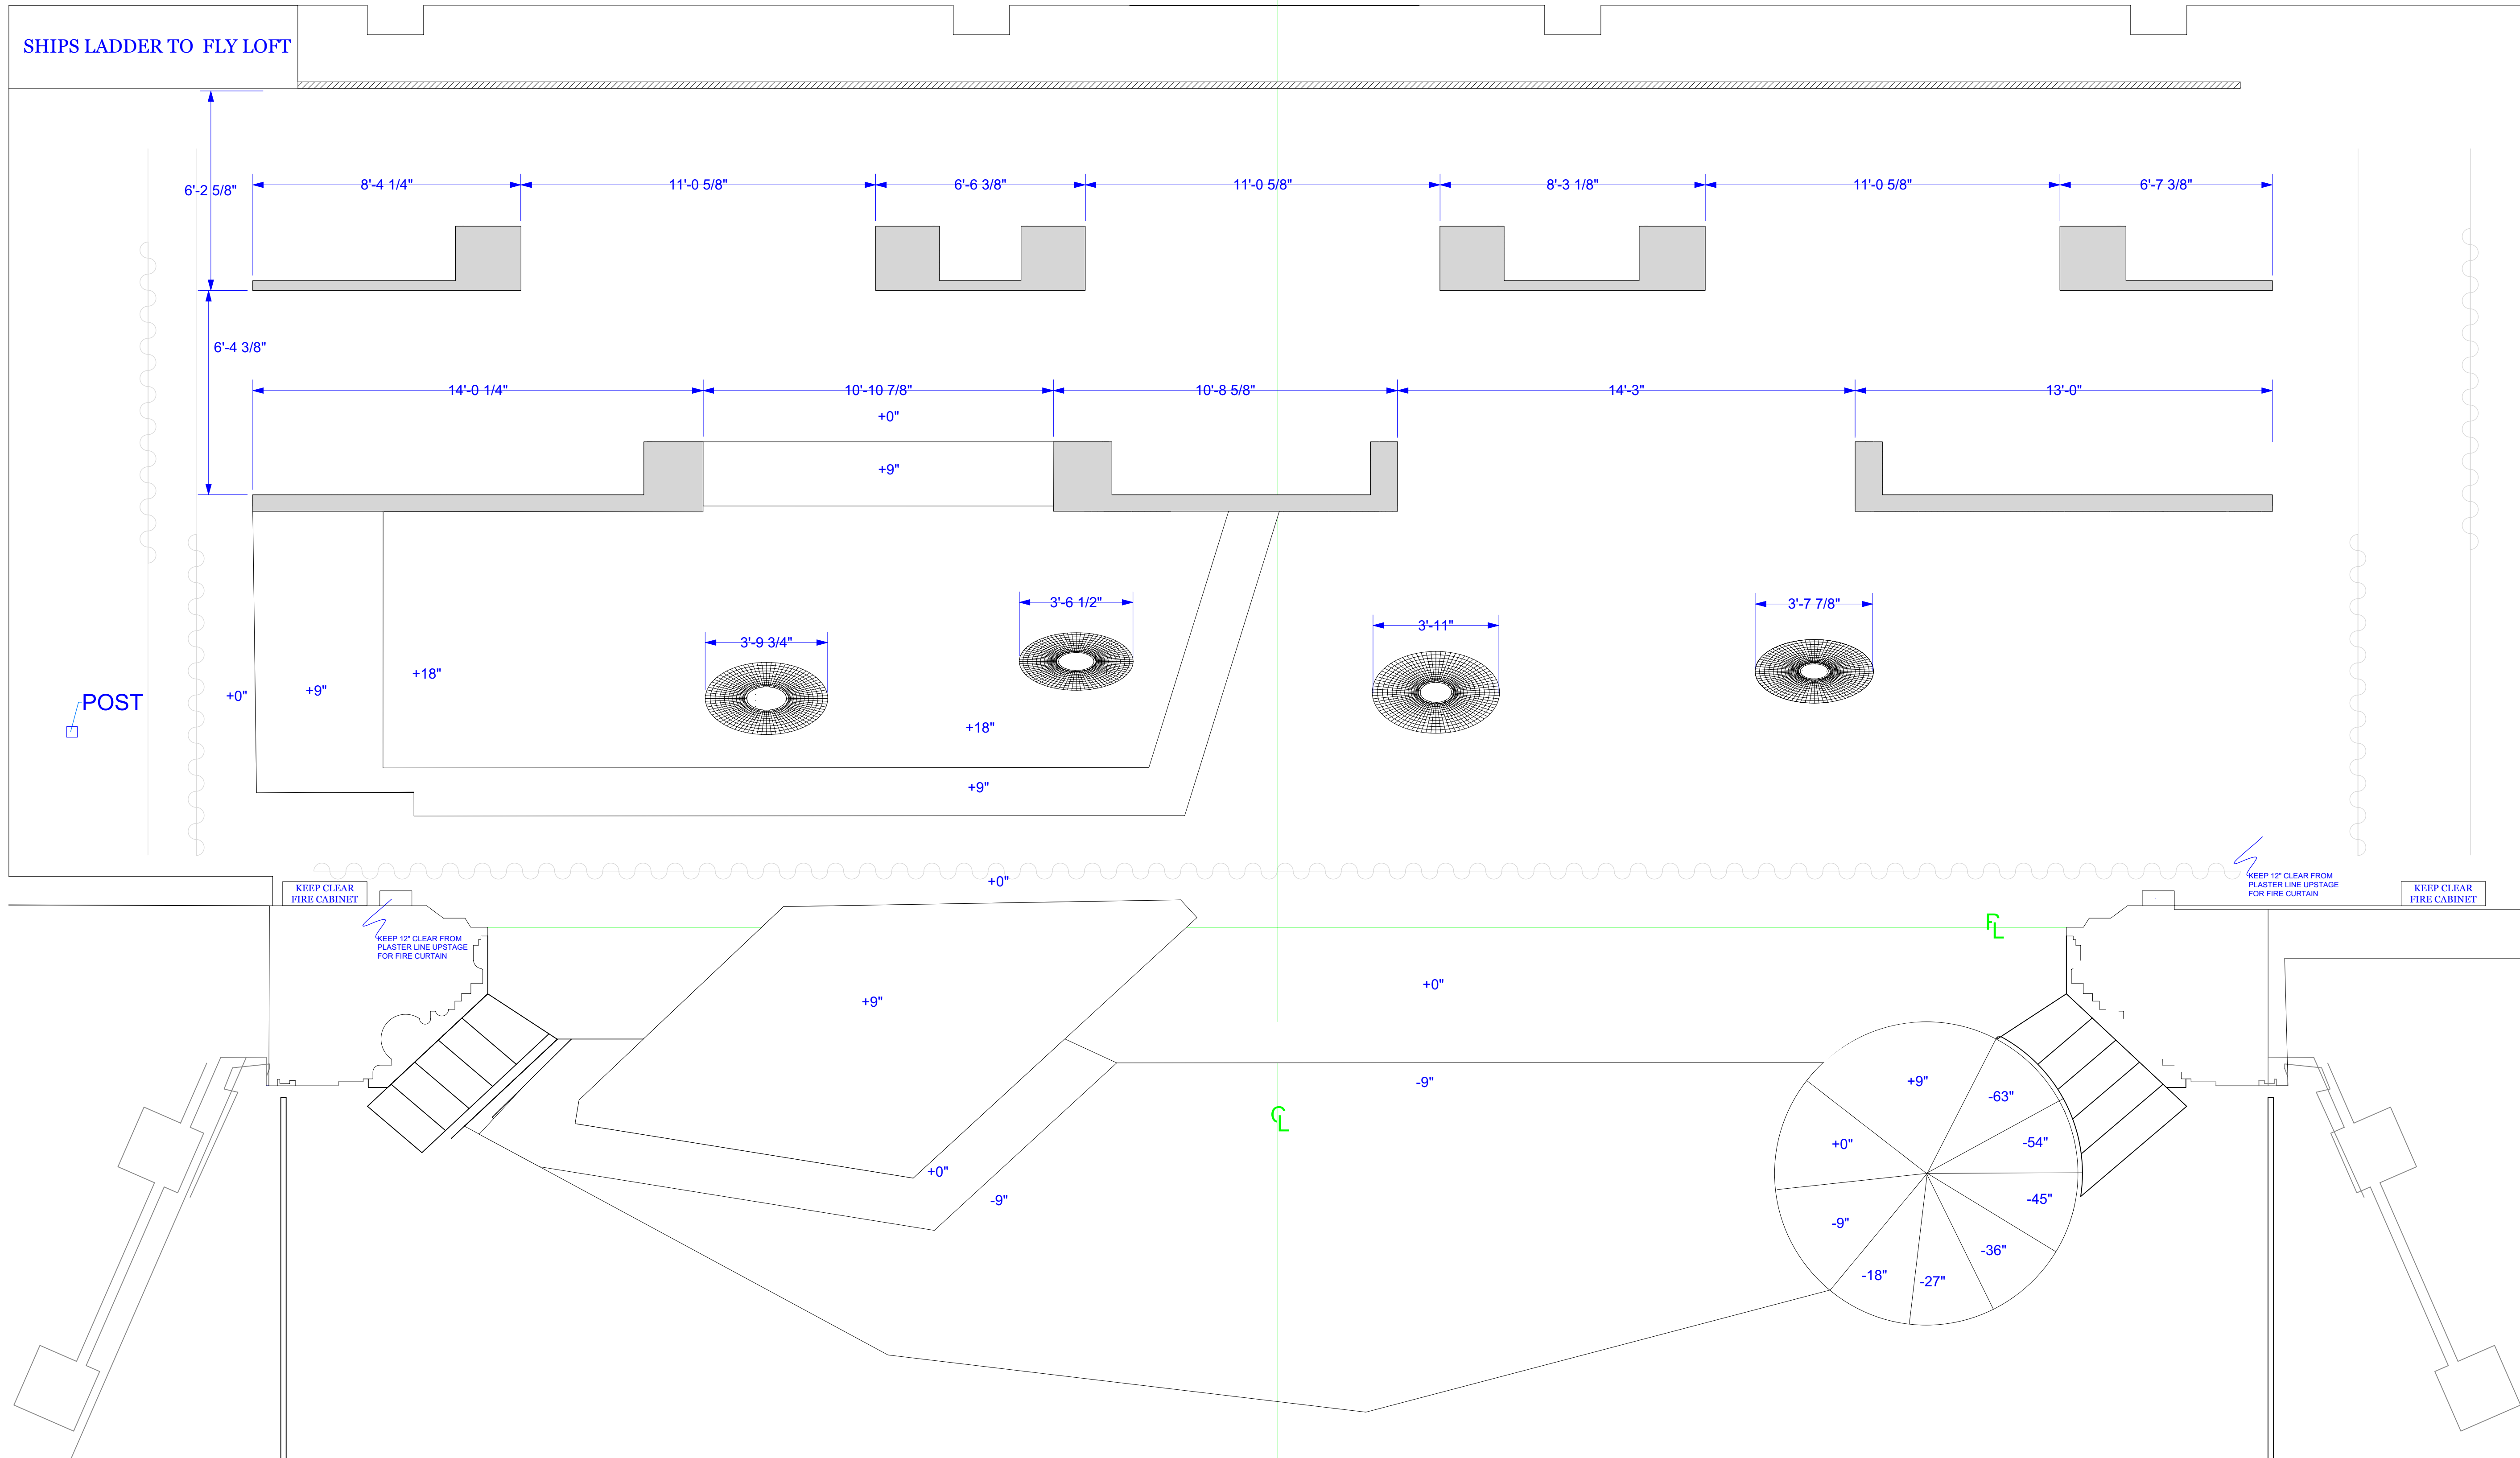 SHIPS LADDER TO FLY LOFT
6'-2 5/8"
8'-4 1/4"
11'-0 5/8"
6'-6 3/8"
11'-0 5/8"
8'-3 1/8"
11'-0 5/8"
6'-7 3/8"
6'-4 3/8"
14'-0 1/4"
10'-10 7/8"
10'-8 5/8"
14'-3"
13'-0"
+0"
+9"
3'-6 1/2"
3'-7 7/8"
3'-11"
3'-9 3/4"
+18"
+9"
+0"
POST
+18"
+9"
+0"
KEEP CLEAR
FIRE CABINET
KEEP 12" CLEAR FROM
PLASTER LINE UPSTAGE
FOR FIRE CURTAIN
KEEP CLEAR
FIRE CABINET
KEEP 12" CLEAR FROM
PLASTER LINE UPSTAGE
FOR FIRE CURTAIN
PL
+0"
+9"
-9"
+9"
-63"
CL
-54"
+0"
+0"
-9"
-45"
-9"
-36"
-18"
-27"